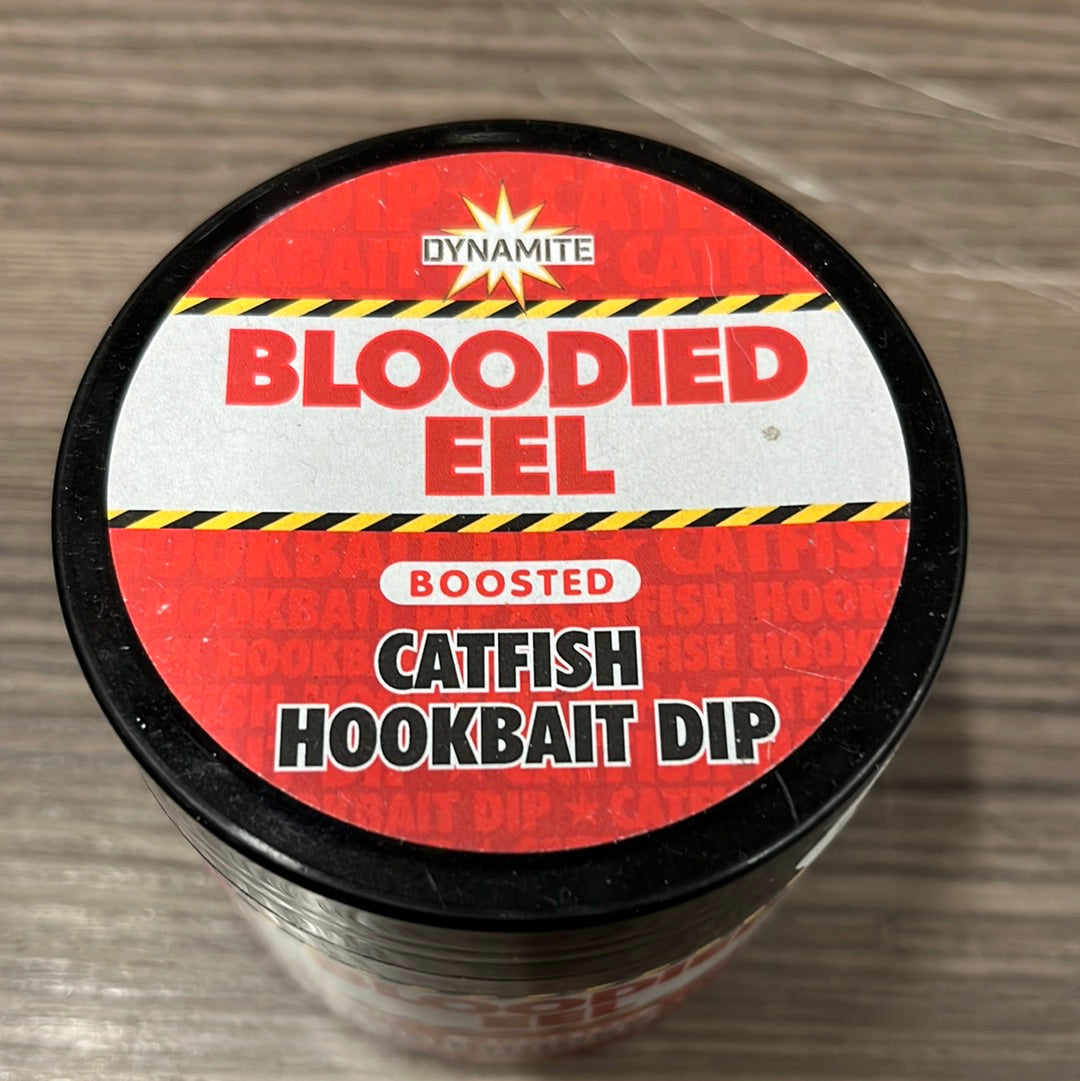 DYNAMITE
BLOODIED
EEL
BOOSTED
CATFISH
HOOKBAIT DIP